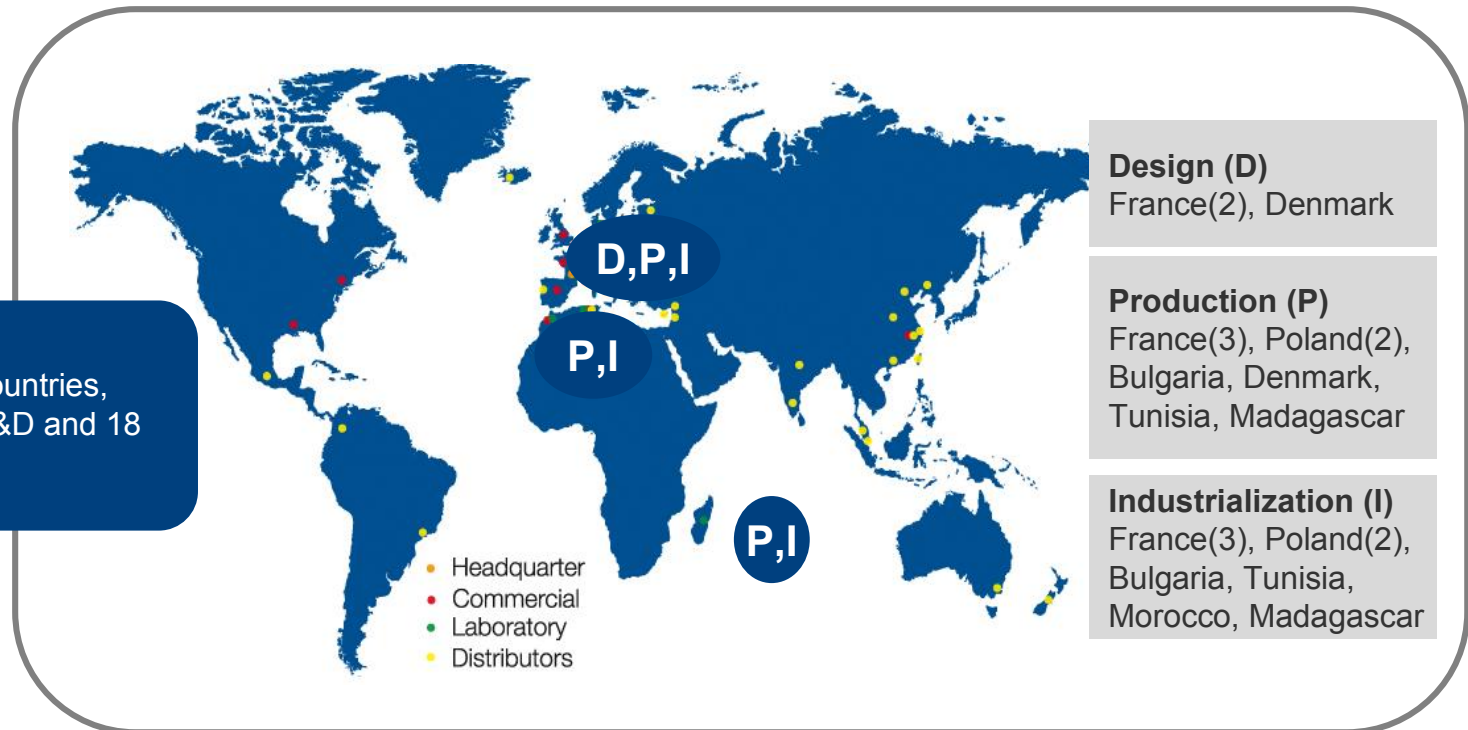 ountries,
&D and 18
D,P,I
P,I
P,I
Headquarter
Commercial
Laboratory
Distributors
Design (D)
France(2), Denmark
Production (P)
France(3), Poland(2),
Bulgaria, Denmark,
Tunisia, Madagascar
Industrialization (I)
France(3), Poland(2),
Bulgaria, Tunisia,
Morocco, Madagascar